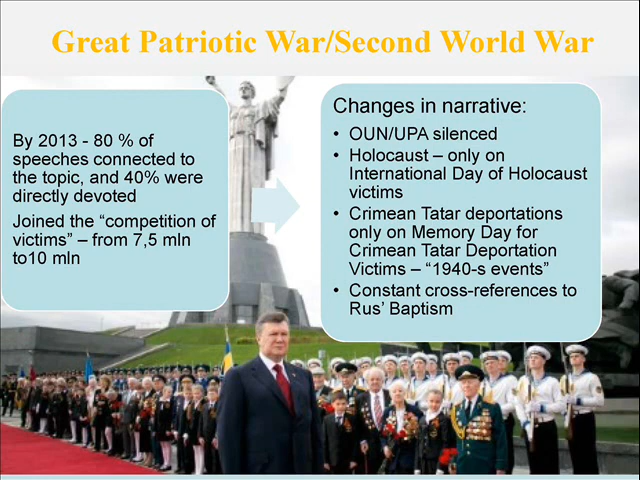 Great Patriotic War/Second World War
By 2013 - 80 % of
speeches connected to
the topic, and 40% were
directly devoted
Joined the “competition of
victims” – from 7,5 mln
to10 mln
Changes in narrative:
• OUN/UPA silenced
• Holocaust – only on
International Day of Holocaust
victims
• Crimean Tatar deportations
only on Memory Day for
Crimean Tatar Deportation
Victims – “1940-s events”
• Constant cross-references to
Rus’ Baptism